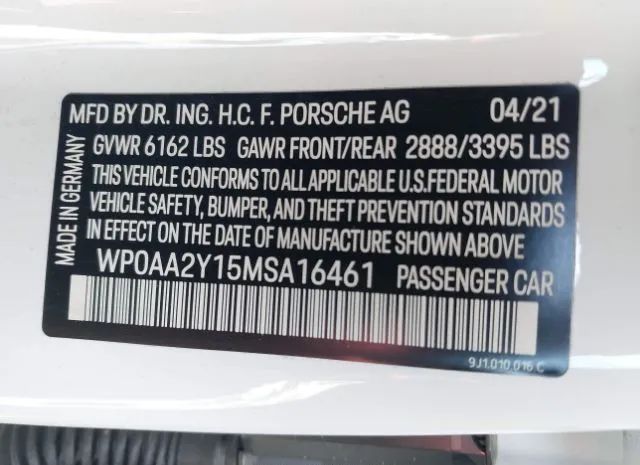 MFD BY DR. ING. H.C. F. PORSCHE AG 04/21
GVWR 6162 LBS GAWR FRONT/REAR 2888/3395 LBS
THIS VEHICLE CONFORMS TO ALL APPLICABLE U.S. FEDERAL MOTOR
VEHICLE SAFETY, BUMPER, AND THEFT PREVENTION STANDARDS
IN EFFECT ON THE DATE OF MANUFACTURE SHOWN ABOVE
WP0AA2Y15MSA16461 PASSENGER CAR
MADE IN GERMANY
9J1.010.016 C